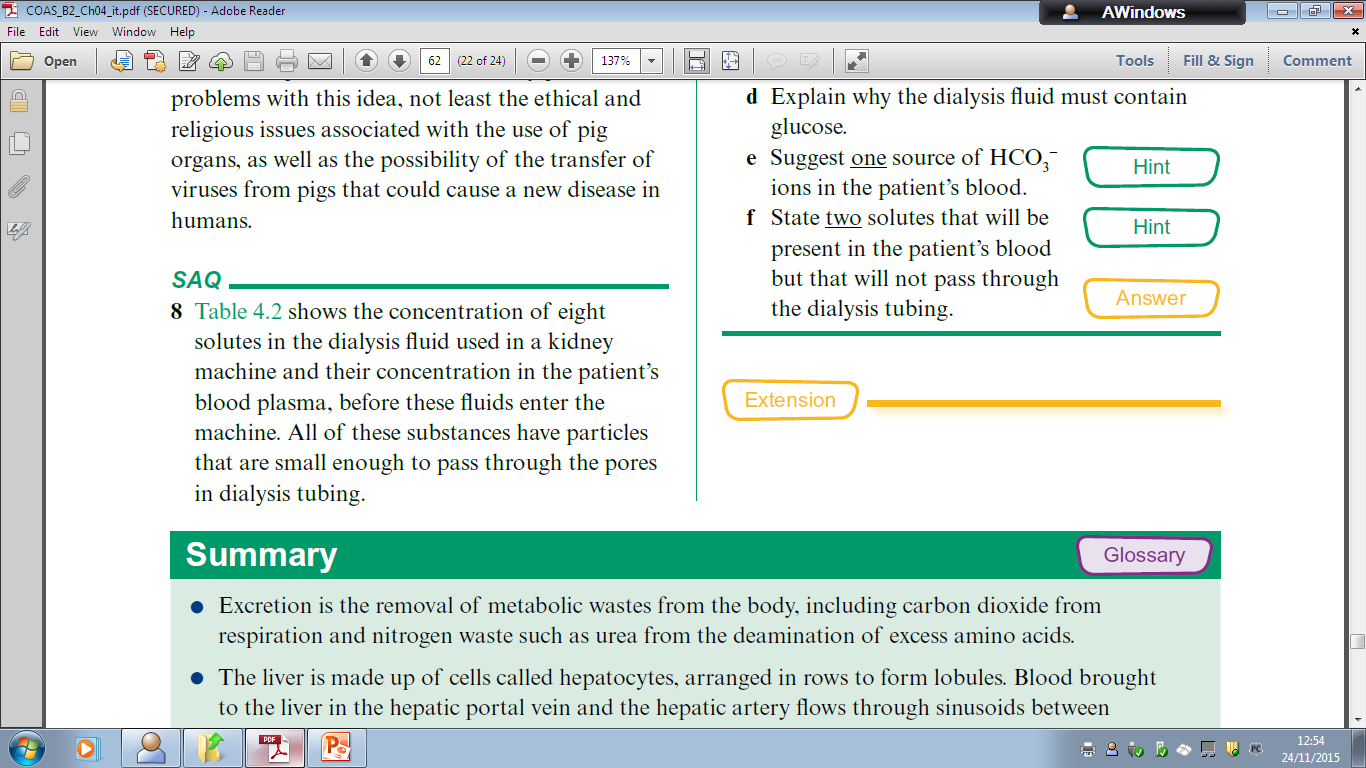 COAS_B2_Ch04_it.pdf (SECURED) - Adobe Reader
AWindows
File Edit View Window Help
Open
62 (22 of 24)
137%
Tools Fill & Sign Comment
problems with this idea, not least the ethical and
religious issues associated with the use of pig
organs, as well as the possibility of the transfer of
viruses from pigs that could cause a new disease in
humans.
SAQ
8 Table 4.2 shows the concentration of eight
solutes in the dialysis fluid used in a kidney
machine and their concentration in the patient’s
blood plasma, before these fluids enter the
machine. All of these substances have particles
that are small enough to pass through the pores
in dialysis tubing.
d Explain why the dialysis fluid must contain
glucose.
e Suggest one source of HCO₃⁻
ions in the patient’s blood.
Hint
f State two solutes that will be
present in the patient’s blood
but that will not pass through
the dialysis tubing.
Hint
Answer
Extension
Summary
Glossary
● Excretion is the removal of metabolic wastes from the body, including carbon dioxide from
respiration and nitrogen waste such as urea from the deamination of excess amino acids.
● The liver is made up of cells called hepatocytes, arranged in rows to form lobules. Blood brought
to the liver in the hepatic portal vein and the hepatic artery flows through sinusoids between
12:54
24/11/2015